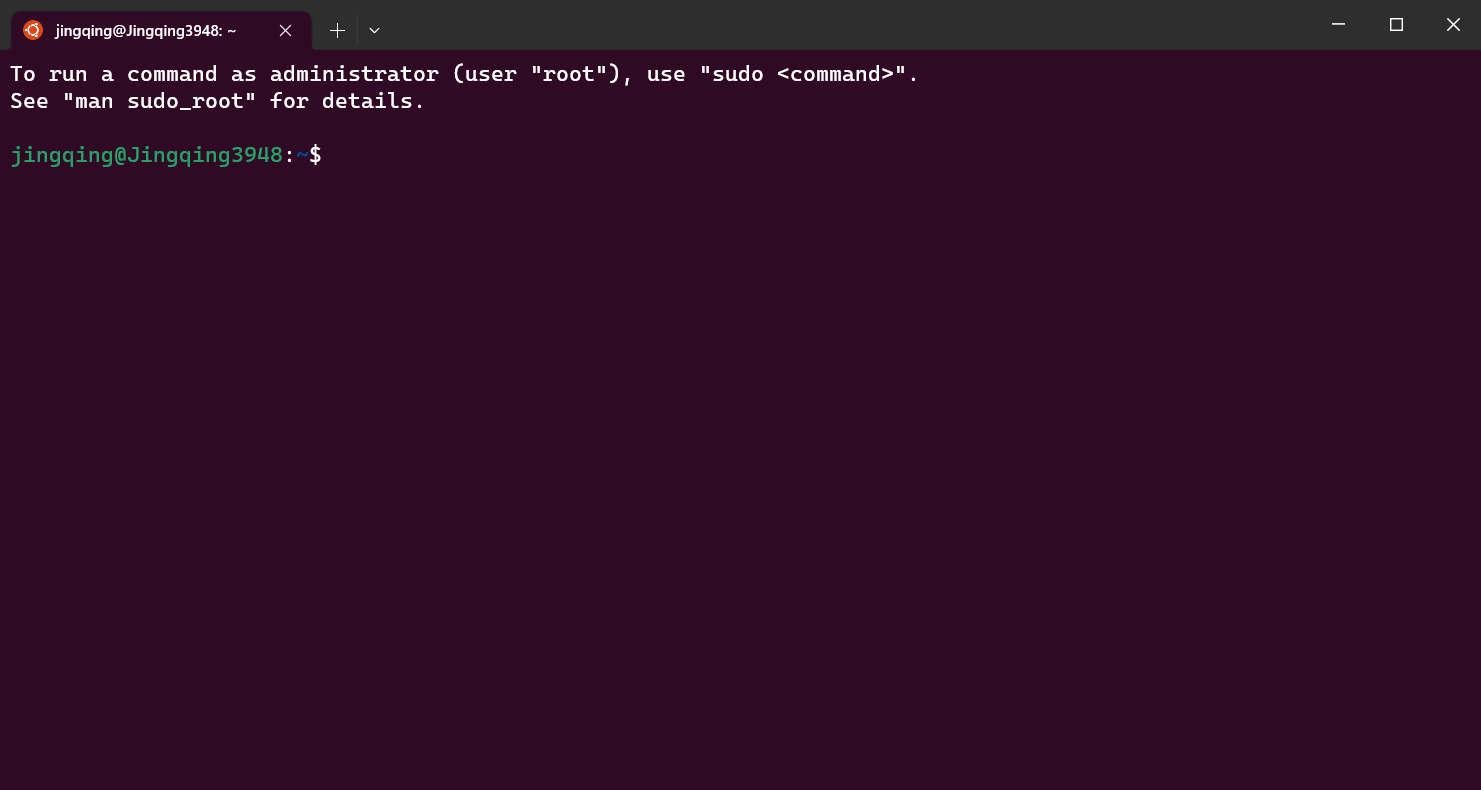 jingqing@Jingqing3948: ~
To run a command as administrator (user "root"), use "sudo <command>".
See "man sudo_root" for details.
jingqing@Jingqing3948:~$